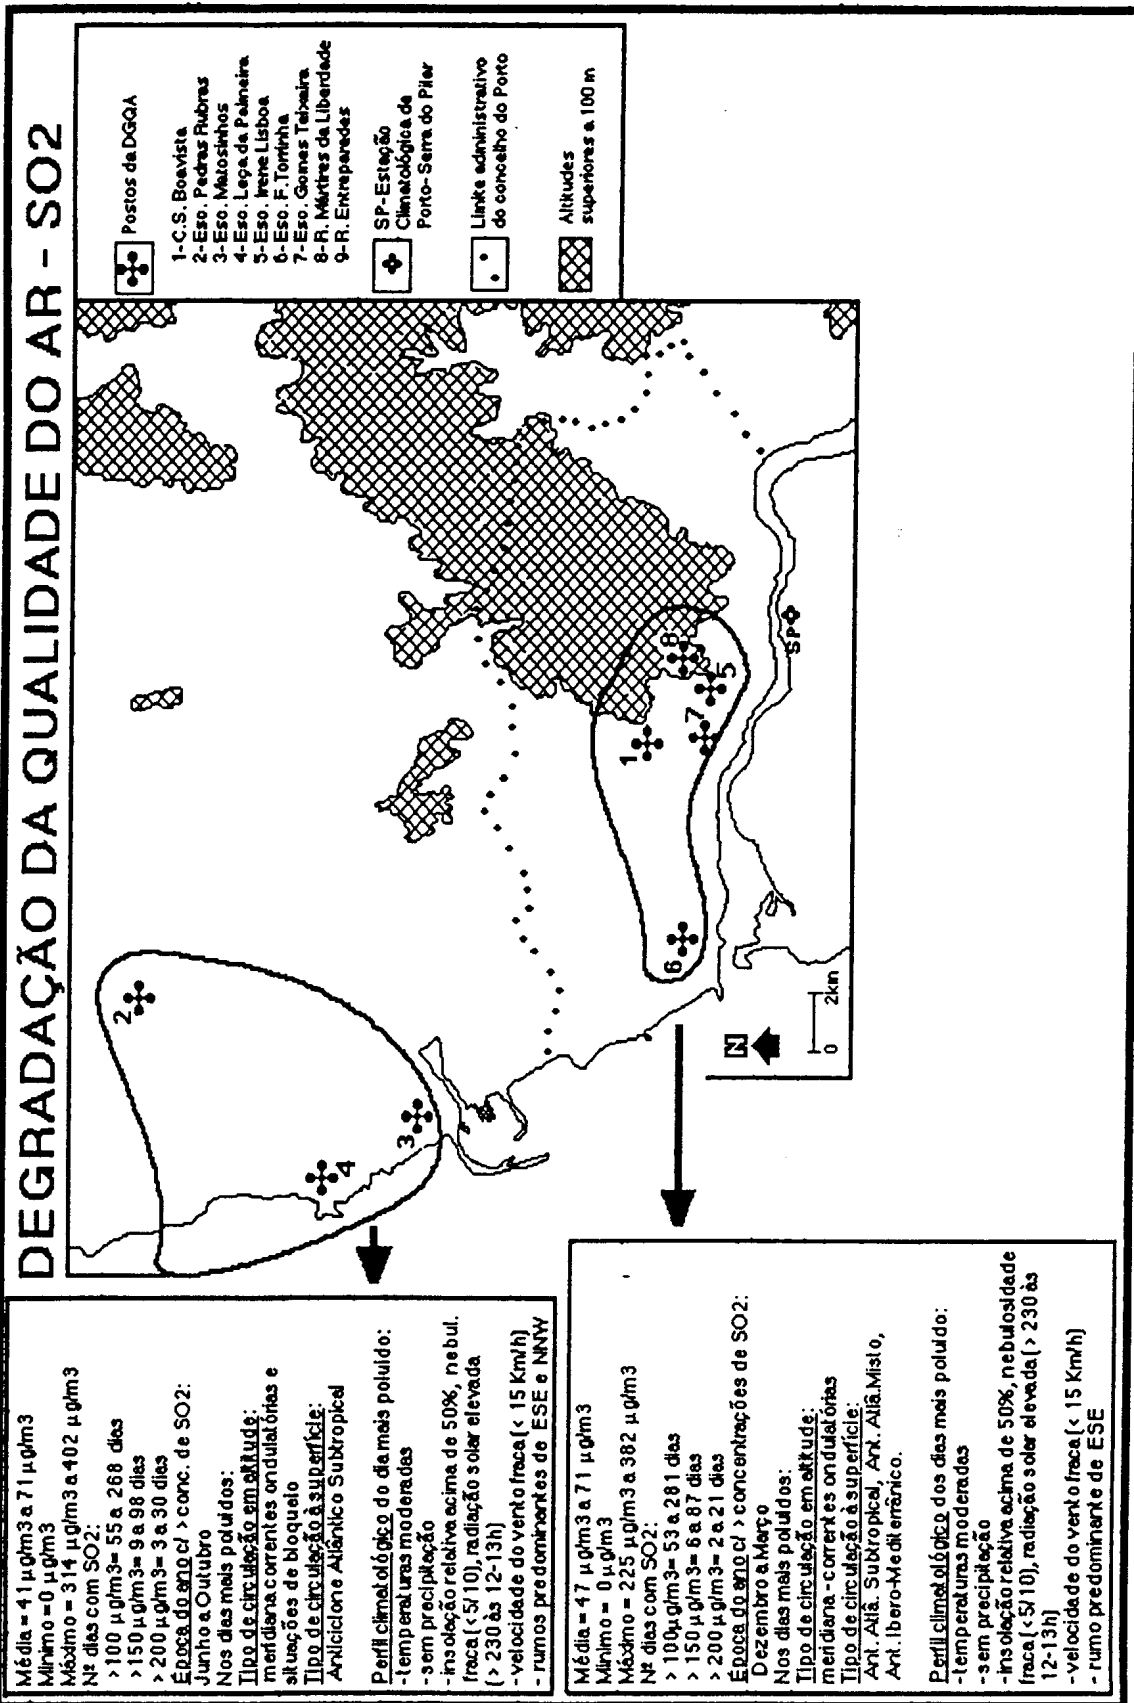 DEGRADAÇÃO DA QUALIDADE DO AR - SO2
Média = 41 µg/m3 a 71 µg/m3
Mínimo = 0 µg/m3
Máximo = 314 µg/m3 a 402 µg/m3
Nº dias com SO2:
>100 µg/m3= 55 a 268 dias
>150 µg/m3= 9 a 98 dias
>200 µg/m3= 3 a 30 dias
Época do ano c/ > conc. de SO2:
Junho a Outubro
Nos dias mais poluídos:
Tipo de circulação em altitude:
meridiana correntes ondulatórias e
situações de bloqueio
Tipo de circulação à superfície:
Anticiclone Atlântico Subtropical
Perfil climatológico do dia mais poluído:
-temperaturas moderadas
-sem precipitação
-insolação relativa acima de 50%, nebul.
fraca (<5/10), radiação solar elevada
(>230 às 12-13h)
-velocidade do vento fraca (< 15 Km/h)
-rumos predominantes de ESE e NNW
Média = 47 µg/m3 a 71 µg/m3
Mínimo = 0 µg/m3
Máximo = 225 µg/m3 a 382 µg/m3
Nº dias com SO2:
>100µg/m3= 53 a 281 dias
>150 µg/m3= 6 a 87 dias
>200 µg/m3= 2 a 21 dias
Época do ano c/ > concentrações de SO2:
Dezembro a Março
Nos dias mais poluídos:
Tipo de circulação em altitude:
meridiana -correntes ondulatórias
Tipo de circulação à superfície:
Ant. Atlâ. Subtropical, Ant. Atlâ.Misto,
Ant. Ibero-Mediterrânico.
Perfil climatológico dos dias mais poluído:
-temperaturas moderadas
-sem precipitação
-insolação relativa acima de 50%, nebulosidade
fraca (<5/10), radiação solar elevada (> 230 às
12-13h)
-velocidade do vento fraca (< 15 Km/h)
-rumo predominante de ESE
2
4
3
6
1
7
5
8
SP
N
0 2km
Postos da DGQA
1-C.S. Boavista
2-Esc. Pedras Rubras
3-Esc. Matosinhos
4-Esc. Leça da Palmeira
5-Esc. Irene Lisboa
6-Esc. F. Torrinha
7-Esc. Gomes Teixeira
8-R. Mártires da Liberdade
9-R. Entreparedes
SP-Estação
Climatológica de
Porto-Serra do Pilar
Limite administrativo
do concelho do Porto
Altitudes
superiores a 100 m